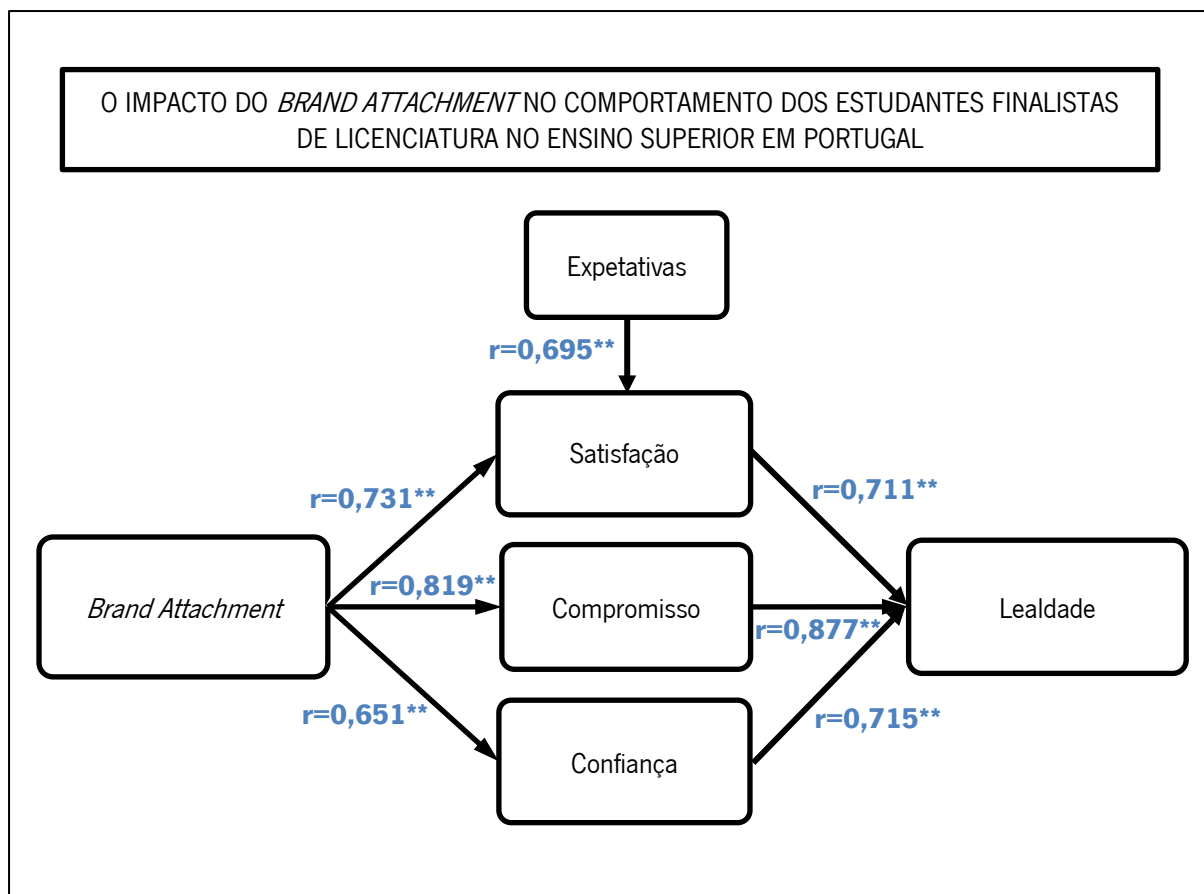 O IMPACTO DO BRAND ATTACHMENT NO COMPORTAMENTO DOS ESTUDANTES FINALISTAS
DE LICENCIATURA NO ENSINO SUPERIOR EM PORTUGAL
Expetativas
r=0,695**
Satisfação
r=0,731**
r=0,711**
Brand Attachment
r=0,819**
Compromisso
r=0,877**
Lealdade
r=0,651**
r=0,715**
Confiança